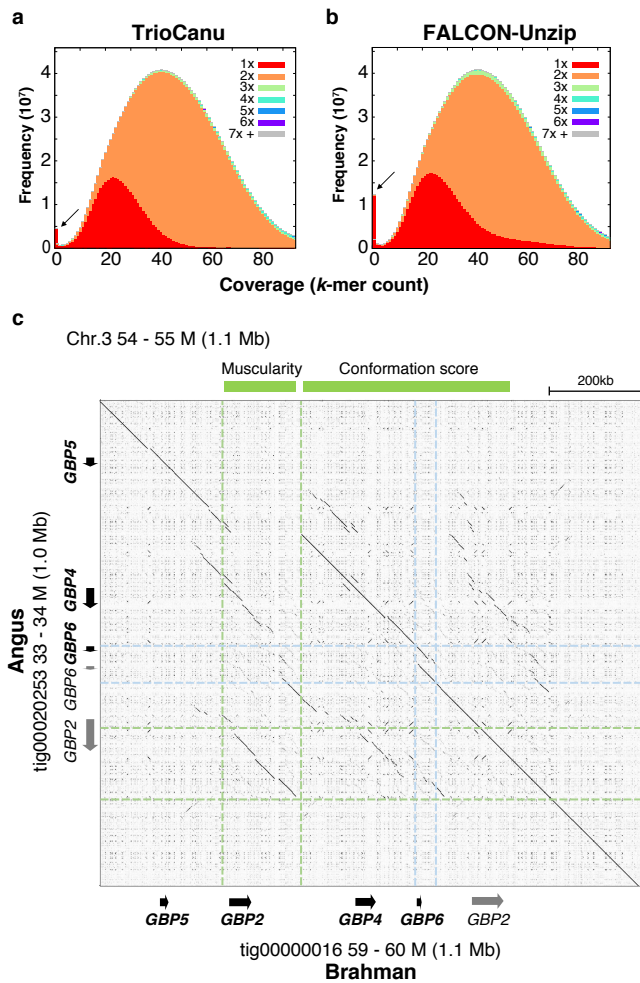 a
TrioCanu
b
FALCON-Unzip
Frequency (10⁷)
4
3
2
1
0
1x
2x
3x
4x
5x
6x
7x +
0 20 40 60 80
Frequency (10⁷)
4
3
2
1
0
1x
2x
3x
4x
5x
6x
7x +
0 20 40 60 80
Coverage (k-mer count)
c
Chr.3 54 - 55 M (1.1 Mb)
Muscularity
Conformation score
200kb
Angus
tig00020253 33 - 34 M (1.0 Mb)
GBP5
GBP4
GBP6
GBP6
GBP2
GBP5 GBP2 GBP4 GBP6 GBP2
tig00000016 59 - 60 M (1.1 Mb)
Brahman